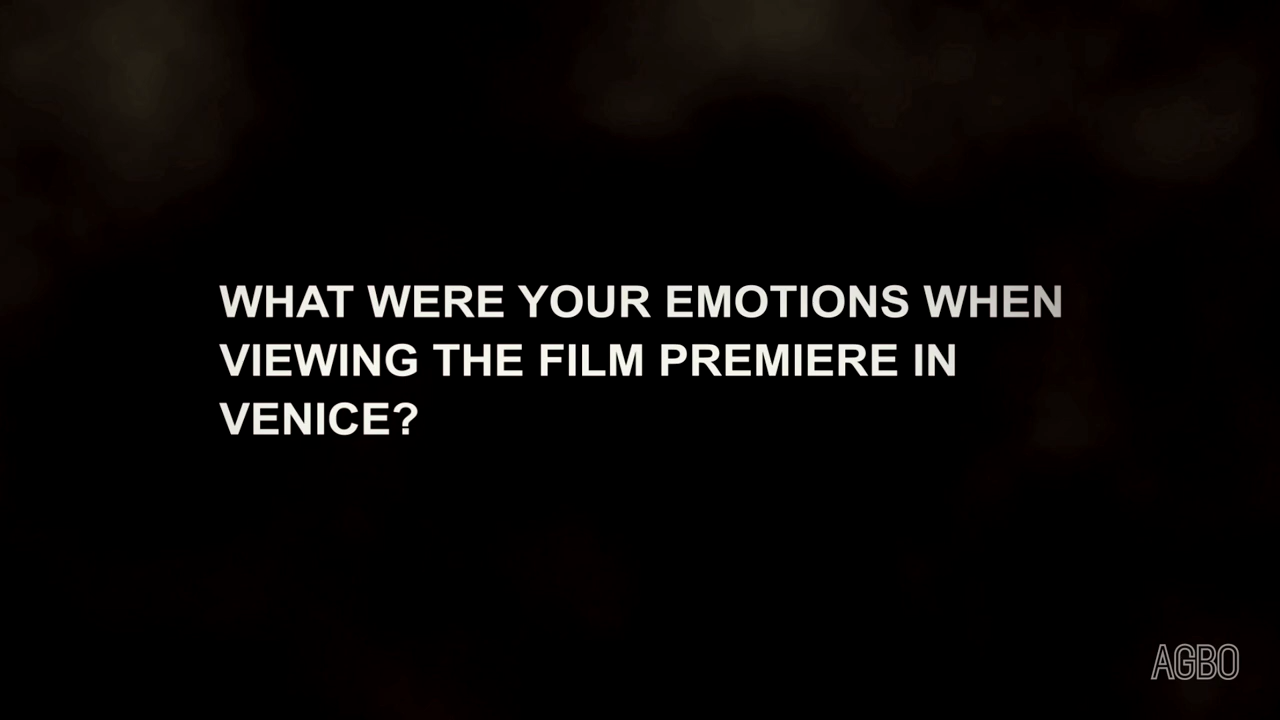 WHAT WERE YOUR EMOTIONS WHEN
VIEWING THE FILM PREMIERE IN
VENICE?
AGBO